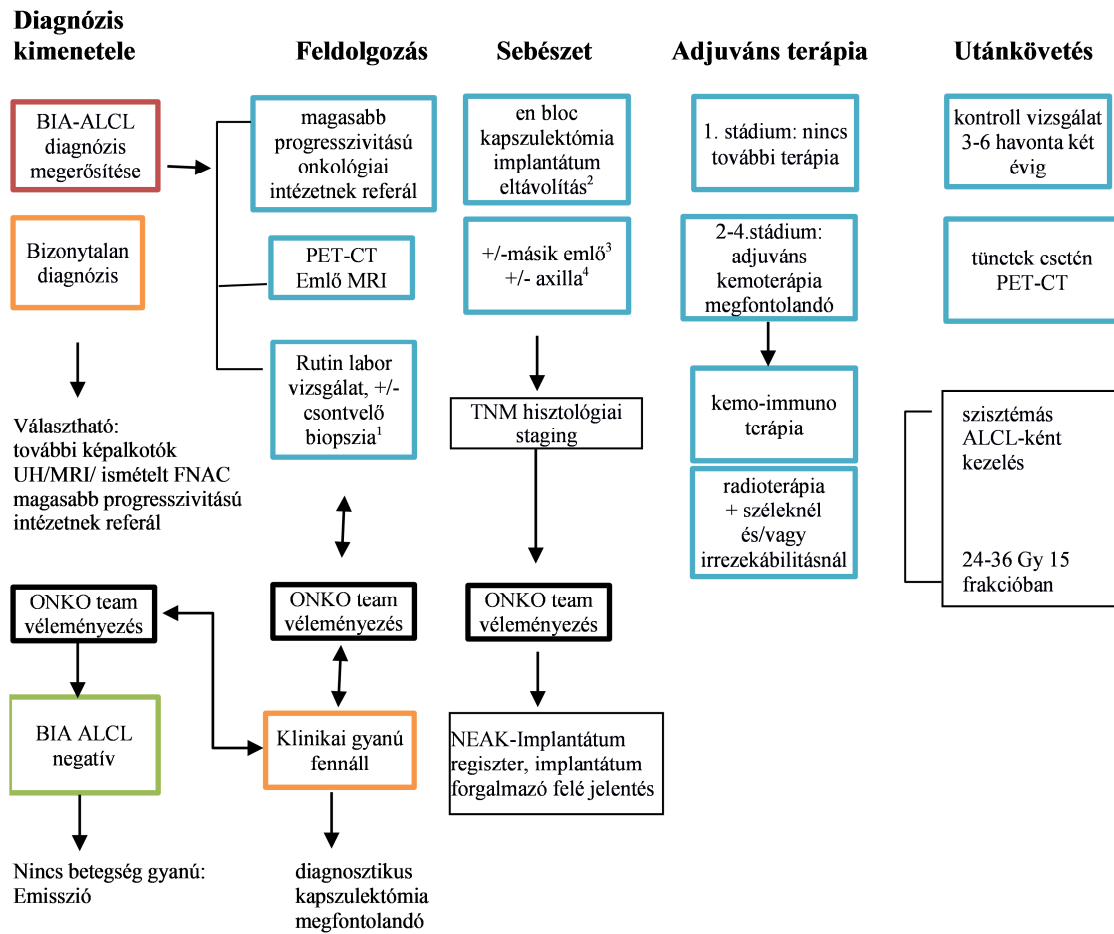 Diagnózis
kimenetele
BIA-ALCL
diagnózis
megerősítése
Bizonytalan
diagnózis
Választható:
további képalkotók
UH/MRI/ ismételt FNAC
magasabb progresszivitású
intézetnek referál
ONKO team
véleményezés
BIA ALCL
negatív
Nincs betegség gyanú:
Emisszió
Feldolgozás
magasabb
progresszivitású
onkológiai
intézetnek referál
PET-CT
Emlő MRI
Rutin labor
vizsgálat, +/-
csontvelő
biopszia¹
ONKO team
véleményezés
Klinikai gyanú
fennáll
diagnosztikus
kapszulektómia
megfontolandó
Sebészet
en bloc
kapszulektómia
implantátum
eltávolítás²
+/-másik emlő³
+/- axilla⁴
TNM hisztológiai
staging
ONKO team
véleményezés
NEAK-Implantátum
regiszter, implantátum
forgalmazó felé jelentés
Adjuváns terápia
1. stádium: nincs
további terápia
2-4.stádium:
adjuváns
kemoterápia
megfontolandó
kemo-immuno
terápia
radioterápia
+ széleknél
és/vagy
irrezekábilitásnál
Utánkövetés
kontroll vizsgálat
3-6 havonta két
évig
tünetek esetén
PET-CT
szisztémás
ALCL-ként
kezelés
24-36 Gy 15
frakcióban